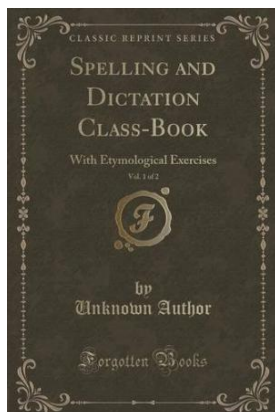 CLASSIC REPRINT SERIES
SPELLING AND
DICTATION
CLASS-BOOK
With Etymological Exercises
Vol. 1 of 2
F
by
Unknown Author
Forgotten Books